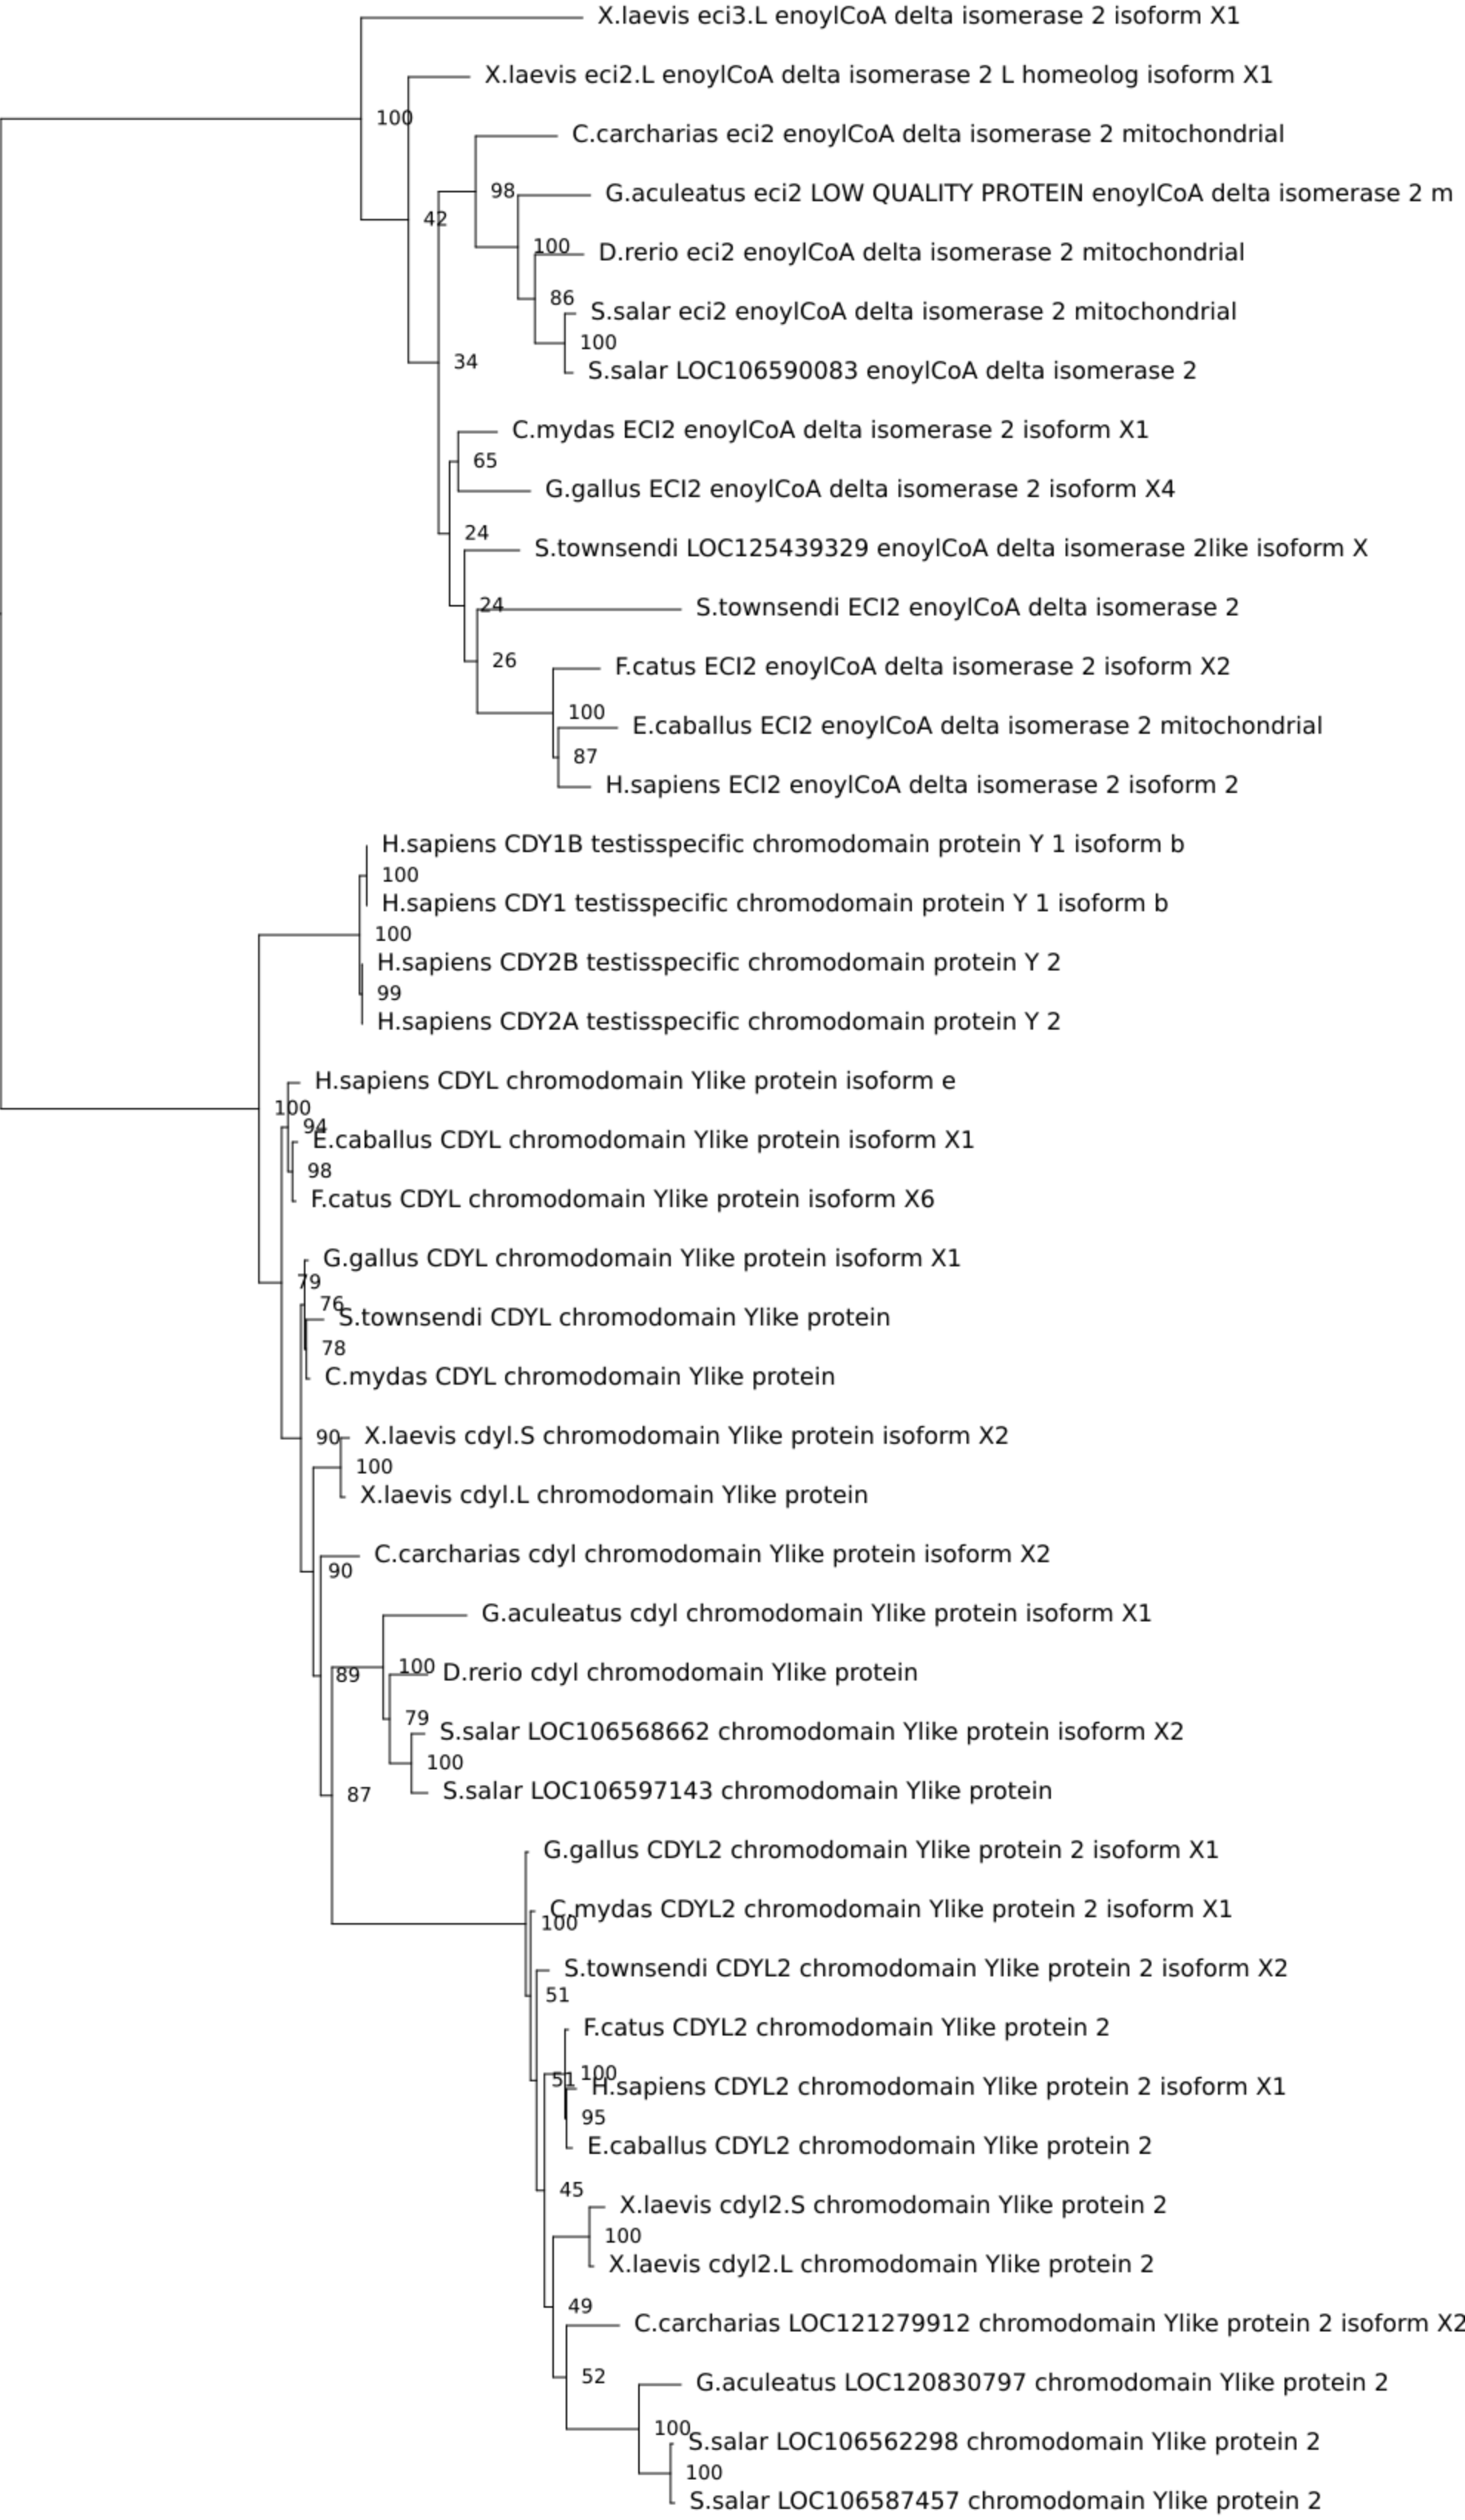 X.laevis eci3.L enoylCoA delta isomerase 2 isoform X1
X.laevis eci2.L enoylCoA delta isomerase 2 L homeolog isoform X1
100
C.carcharias eci2 enoylCoA delta isomerase 2 mitochondrial
98
G.aculeatus eci2 LOW QUALITY PROTEIN enoylCoA delta isomerase 2 m
42
100
D.rerio eci2 enoylCoA delta isomerase 2 mitochondrial
86
S.salar eci2 enoylCoA delta isomerase 2 mitochondrial
100
34
S.salar LOC106590083 enoylCoA delta isomerase 2
C.mydas ECI2 enoylCoA delta isomerase 2 isoform X1
65
G.gallus ECI2 enoylCoA delta isomerase 2 isoform X4
24
S.townsendi LOC125439329 enoylCoA delta isomerase 2like isoform X
24
S.townsendi ECI2 enoylCoA delta isomerase 2
26
F.catus ECI2 enoylCoA delta isomerase 2 isoform X2
100
E.caballus ECI2 enoylCoA delta isomerase 2 mitochondrial
87
H.sapiens ECI2 enoylCoA delta isomerase 2 isoform 2
H.sapiens CDY1B testisspecific chromodomain protein Y 1 isoform b
100
H.sapiens CDY1 testisspecific chromodomain protein Y 1 isoform b
100
H.sapiens CDY2B testisspecific chromodomain protein Y 2
99
H.sapiens CDY2A testisspecific chromodomain protein Y 2
H.sapiens CDYL chromodomain Ylike protein isoform e
100
94
E.caballus CDYL chromodomain Ylike protein isoform X1
98
F.catus CDYL chromodomain Ylike protein isoform X6
G.gallus CDYL chromodomain Ylike protein isoform X1
79
76
S.townsendi CDYL chromodomain Ylike protein
78
C.mydas CDYL chromodomain Ylike protein
90
X.laevis cdyl.S chromodomain Ylike protein isoform X2
100
X.laevis cdyl.L chromodomain Ylike protein
C.carcharias cdyl chromodomain Ylike protein isoform X2
90
G.aculeatus cdyl chromodomain Ylike protein isoform X1
89
100
D.rerio cdyl chromodomain Ylike protein
79
S.salar LOC106568662 chromodomain Ylike protein isoform X2
100
87
S.salar LOC106597143 chromodomain Ylike protein
G.gallus CDYL2 chromodomain Ylike protein 2 isoform X1
C.mydas CDYL2 chromodomain Ylike protein 2 isoform X1
100
S.townsendi CDYL2 chromodomain Ylike protein 2 isoform X2
51
F.catus CDYL2 chromodomain Ylike protein 2
51
100
H.sapiens CDYL2 chromodomain Ylike protein 2 isoform X1
95
E.caballus CDYL2 chromodomain Ylike protein 2
45
X.laevis cdyl2.S chromodomain Ylike protein 2
100
X.laevis cdyl2.L chromodomain Ylike protein 2
49
C.carcharias LOC121279912 chromodomain Ylike protein 2 isoform X2
52
G.aculeatus LOC120830797 chromodomain Ylike protein 2
100
S.salar LOC106562298 chromodomain Ylike protein 2
100
S.salar LOC106587457 chromodomain Ylike protein 2